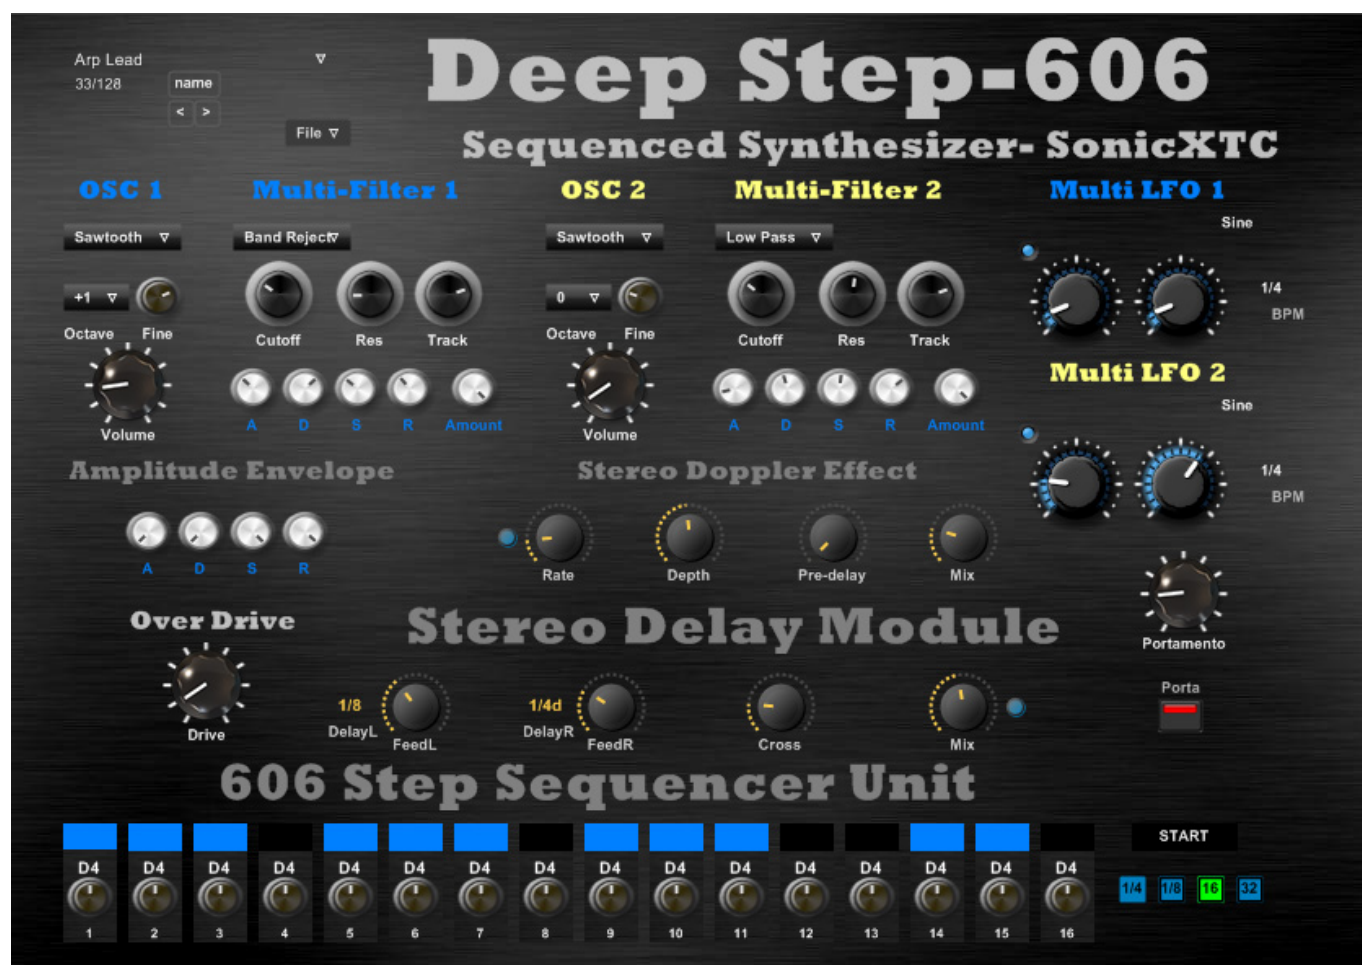 Arp Lead
33/128
name
< >
File
Deep Step-606
Sequenced Synthesizer- SonicXTC
OSC 1
Multi-Filter 1
OSC 2
Multi-Filter 2
Multi LFO 1
Sawtooth
Band Reject
Sawtooth
Low Pass
Sine
+1
0
1/4
BPM
Octave Fine
Cutoff Res Track
Octave Fine
Cutoff Res Track
Multi LFO 2
Sine
A D S R Amount
A D S R Amount
Volume
Volume
Amplitude Envelope
Stereo Doppler Effect
1/4
BPM
A D S R
Rate Depth Pre-delay Mix
Over Drive
Stereo Delay Module
Portamento
Porta
1/8
1/4d
DelayL
FeedL
DelayR
FeedR
Cross
Mix
Drive
606 Step Sequencer Unit
START
D4 D4 D4 D4 D4 D4 D4 D4 D4 D4 D4 D4 D4 D4 D4 D4
1/4 1/8 16 32
1 2 3 4 5 6 7 8 9 10 11 12 13 14 15 16